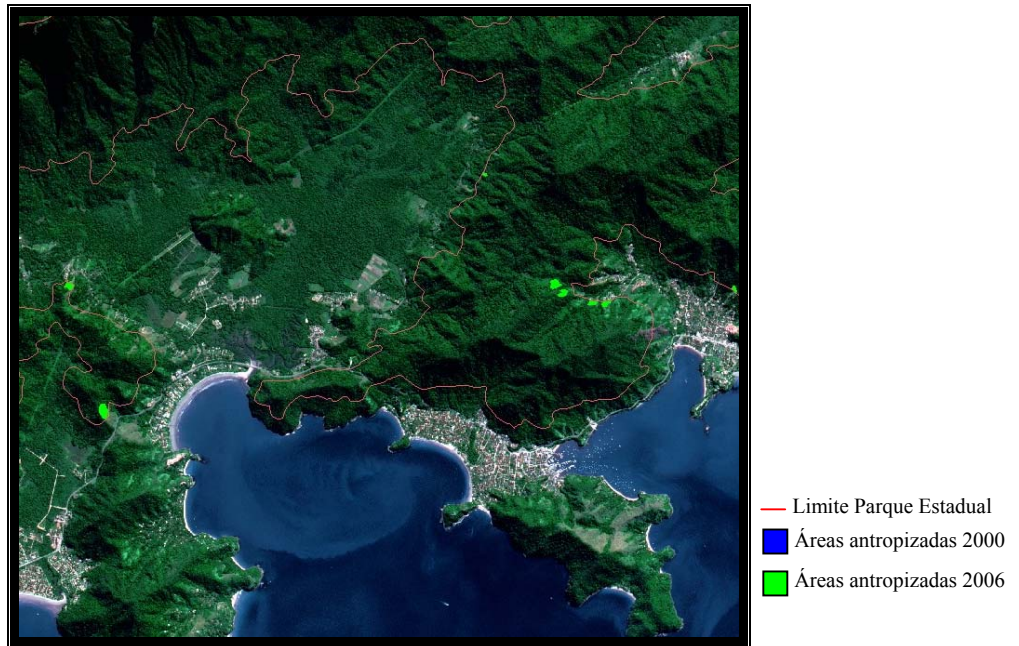 Limite Parque Estadual
Áreas antropizadas 2000
Áreas antropizadas 2006